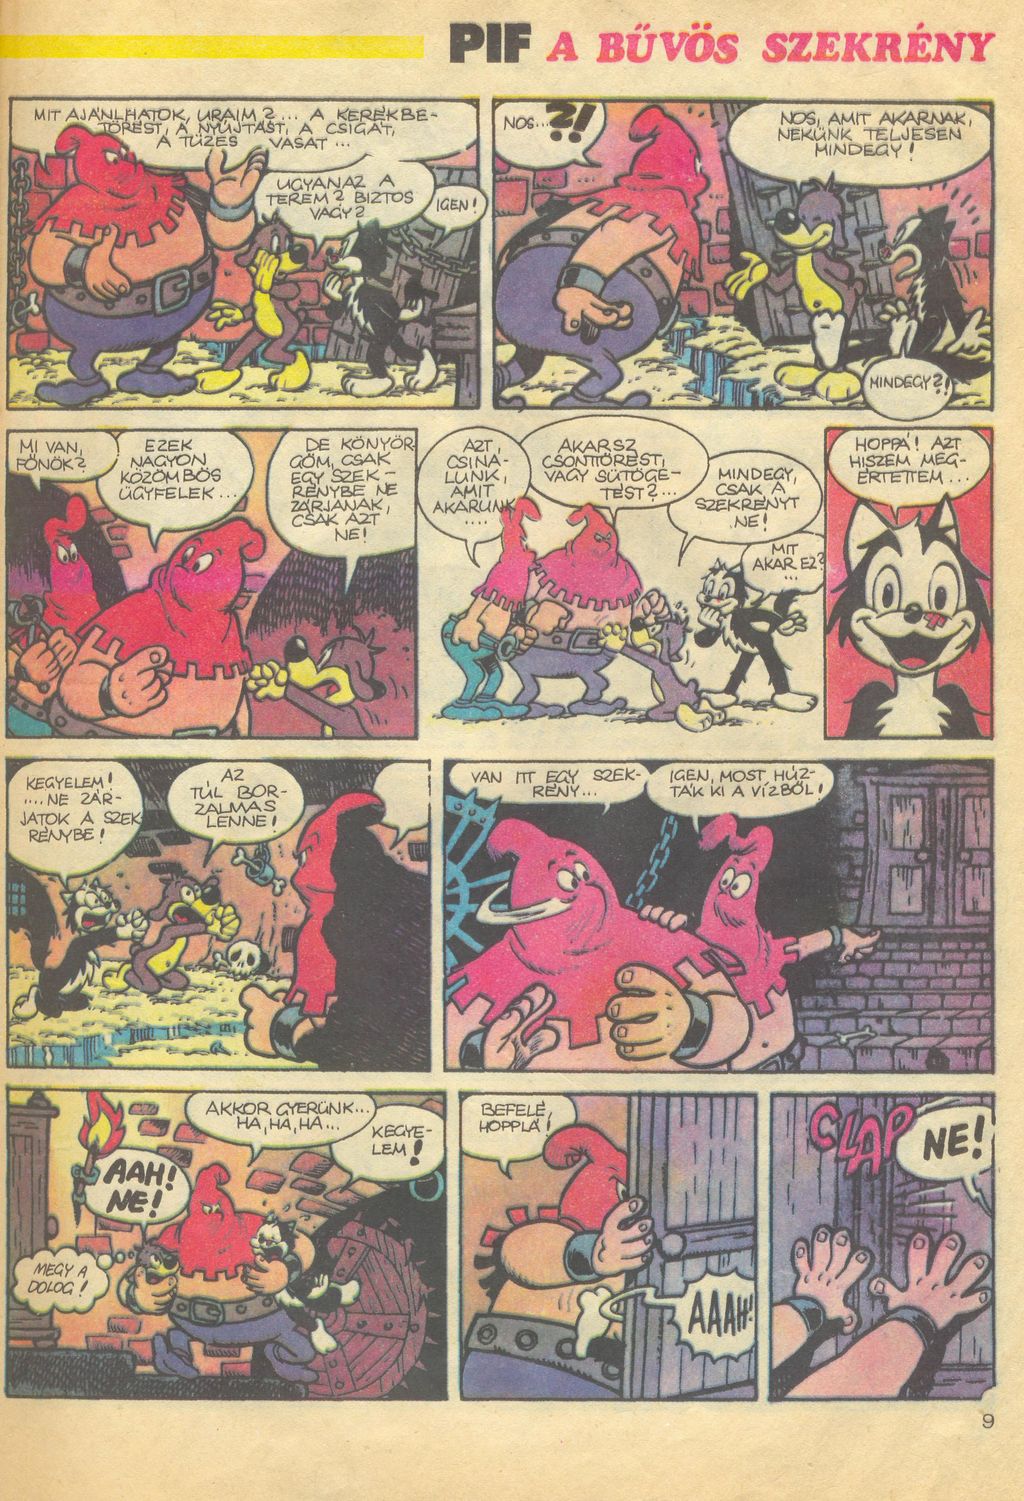 PIF A BŰVÖS SZEKRÉNY
MIT AJÁNLHATOK, URAIM ? ... A KERÉKBE-
TÖRÉST, A NYÚJTÁST, A CSIGÁT,
A TÜZES VASAT ...
UGYANAZ A
TEREM ? BIZTOS
VAGY ?
IGEN !
NOS... ?!
NOS, AMIT AKARNAK,
NEKÜNK TELJESEN
MINDEGY !
MINDEGY ?!
MI VAN,
FŐNÖK ?
EZEK
NAGYON
KÖZÖMBÖS
ÜGYFELEK ...
DE KÖNYÖR-
GÖM, CSAK
EGY SZEK-
RÉNYBE NE
ZÁRJANAK,
CSAK AZT
NE !
AZT
CSINÁ-
LUNK,
AMIT
AKARUNK
....
AKARSZ
CSONTTÖRÉST,
VAGY SÜTÖGE-
TÉST ? ...
MINDEGY,
CSAK A
SZEKRÉNYT
NE !
MIT
AKAR EZ ?
...
HOPPÁ ! AZT
HISZEM MEG-
ÉRTETTEM ...
KEGYELEM !
.... NE ZÁR-
JATOK A SZEK-
RÉNYBE !
AZ
TÚL BOR-
ZALMAS
LENNE !
VAN ITT EGY SZEK-
RÉNY ...
IGEN, MOST HÚZ-
TÁK KI A VÍZBŐL !
AKKOR GYERÜNK ...
HA, HA, HA ...
KEGYE-
LEM !
AAH !
NE !
MEGY A
DOLOG !
BEFELÉ,
HOPPLÁ !
AAAH !
CLAP
NE !
9